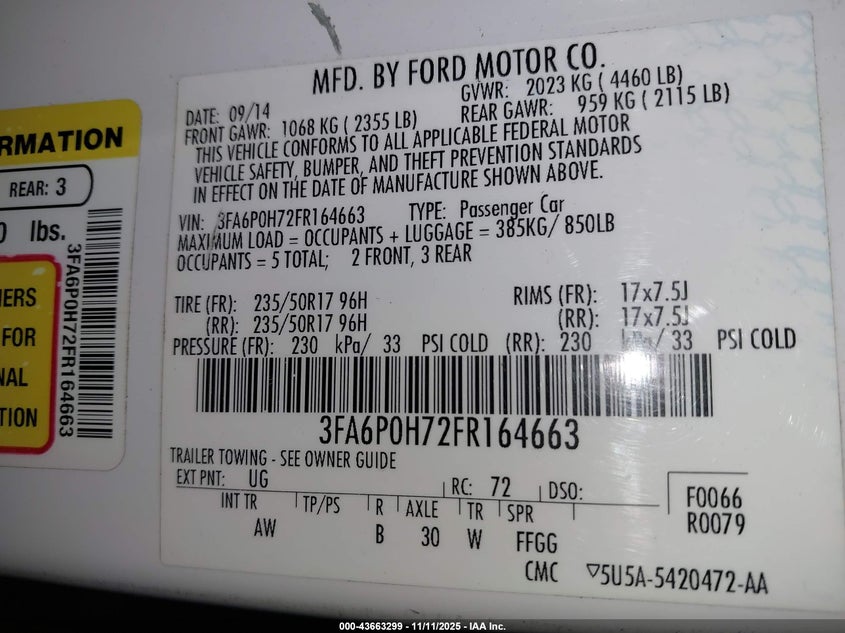 MFD. BY FORD MOTOR CO.
DATE: 09/14 GVWR: 2023 KG ( 4460 LB)
FRONT GAWR: 1068 KG ( 2355 LB) REAR GAWR: 959 KG ( 2115 LB)
THIS VEHICLE CONFORMS TO ALL APPLICABLE FEDERAL MOTOR
VEHICLE SAFETY, BUMPER, AND THEFT PREVENTION STANDARDS
IN EFFECT ON THE DATE OF MANUFACTURE SHOWN ABOVE.
VIN: 3FA6P0H72FR164663 TYPE: Passenger Car
MAXIMUM LOAD = OCCUPANTS + LUGGAGE = 385KG/ 850LB
OCCUPANTS = 5 TOTAL; 2 FRONT, 3 REAR
TIRE (FR): 235/50R17 96H RIMS (FR): 17x7.5J
(RR): 235/50R17 96H (RR): 17x7.5J
PRESSURE (FR): 230 kPa/ 33 PSI COLD (RR): 230 kPa/ 33 PSI COLD
3FA6P0H72FR164663
TRAILER TOWING - SEE OWNER GUIDE
EXT PNT: UG RC: 72 DSO:
INT TR TP/PS R AXLE TR SPR
AW B 30 W FFGG
F0066
R0079
CMC ▽5U5A-5420472-AA
RMATION
REAR: 3
0 lbs.
3FA6P0H72FR164663
NERS
FOR
NAL
TION
000-43663299 - 11/11/2025 - IAA Inc.